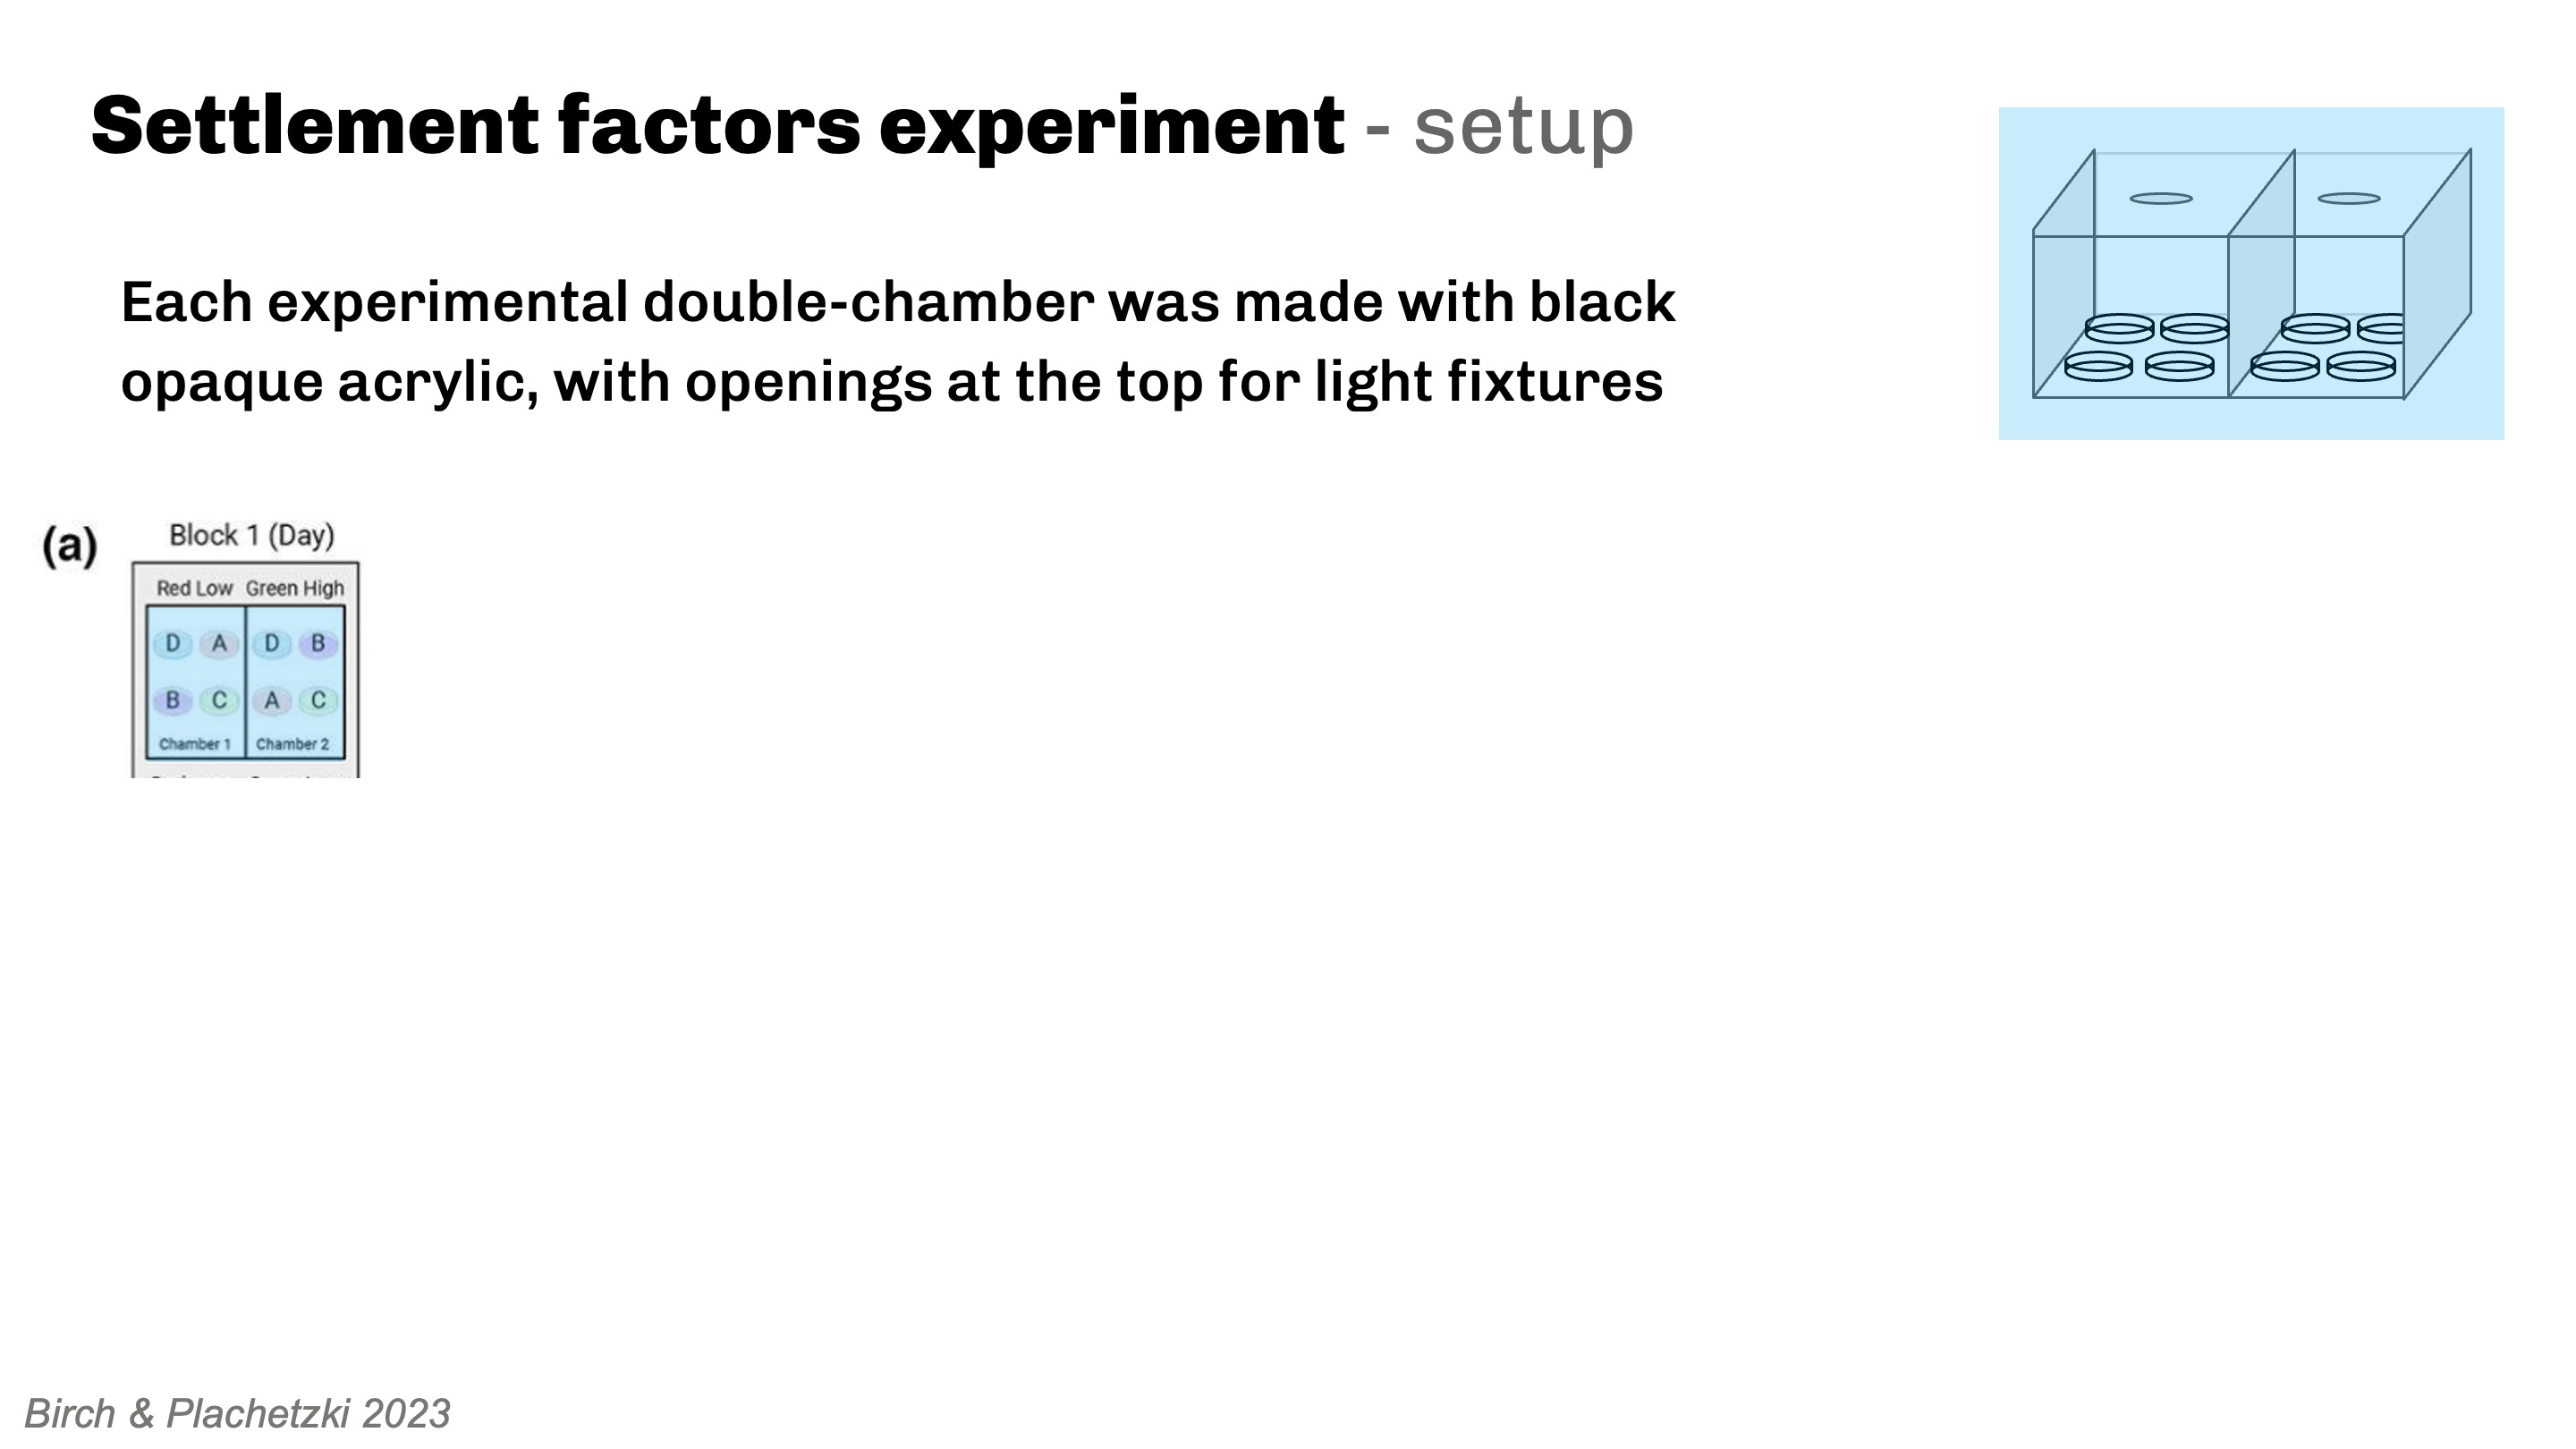 Settlement factors experiment - setup
Each experimental double-chamber was made with black
opaque acrylic, with openings at the top for light fixtures
(a)
Block 1 (Day)
Red Low Green High
D A D B
B C A C
Chamber 1 Chamber 2
Birch & Plachetzki 2023